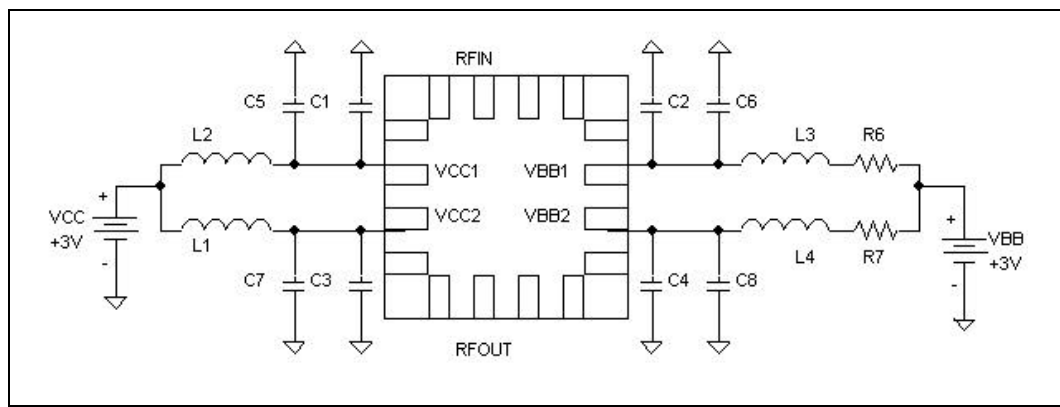 RFIN
C5 C1 C2 C6
L2 L3 R6
VCC1 VBB1
VCC2 VBB2
+ +
VCC VBB
+3V +3V
- -
L1 L4 R7
C7 C3 C4 C8
RFOUT